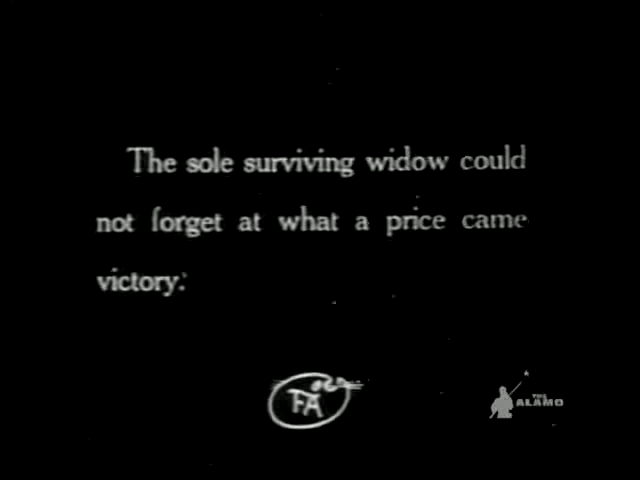 The sole surviving widow could
not forget at what a price came
victory.
FA
THE
ALAMO